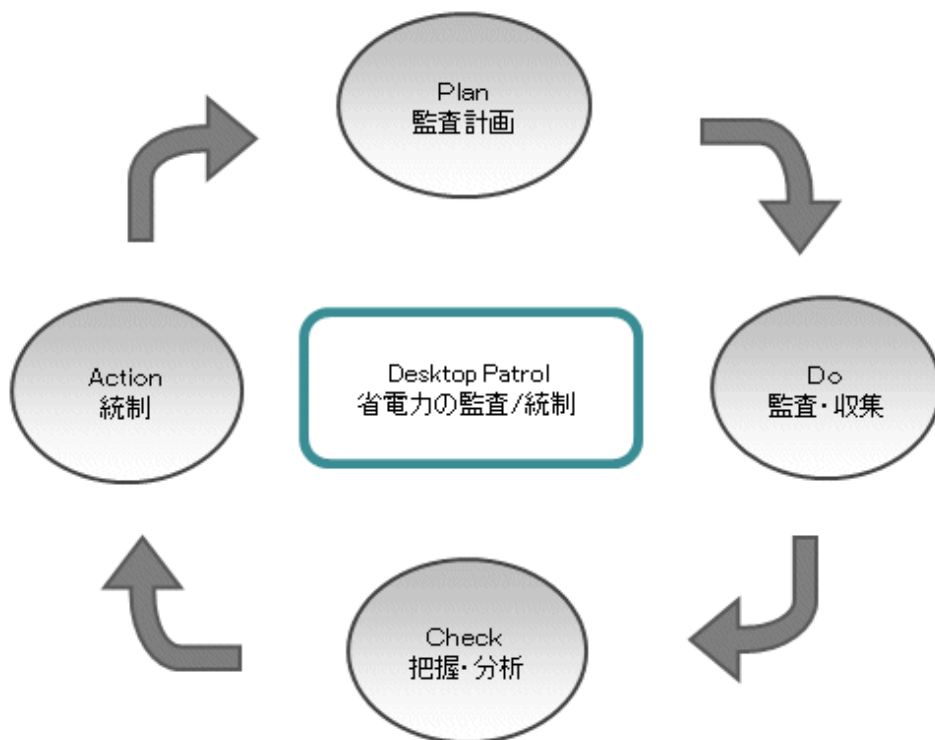 Plan
監査計画
Action
統制
Desktop Patrol
省電力の監査/統制
Do
監査・収集
Check
把握・分析